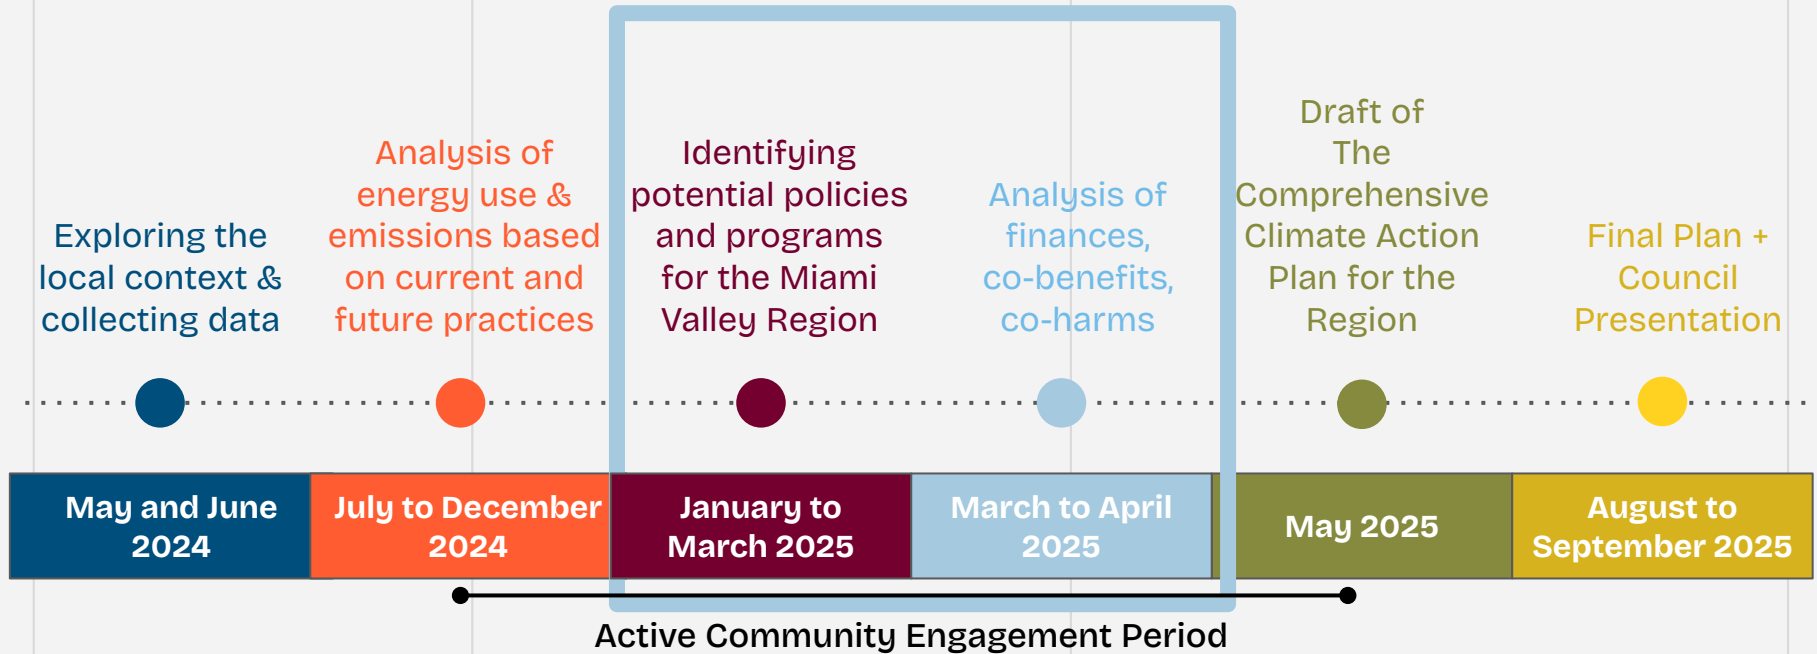 Exploring the
local context &
collecting data
Analysis of
energy use &
emissions based
on current and
future practices
Identifying
potential policies
and programs
for the Miami
Valley Region
Analysis of
finances,
co-benefits,
co-harms
Draft of
The
Comprehensive
Climate Action
Plan for the
Region
Final Plan +
Council
Presentation
May and June
2024
July to December
2024
January to
March 2025
March to April
2025
May 2025
August to
September 2025
Active Community Engagement Period